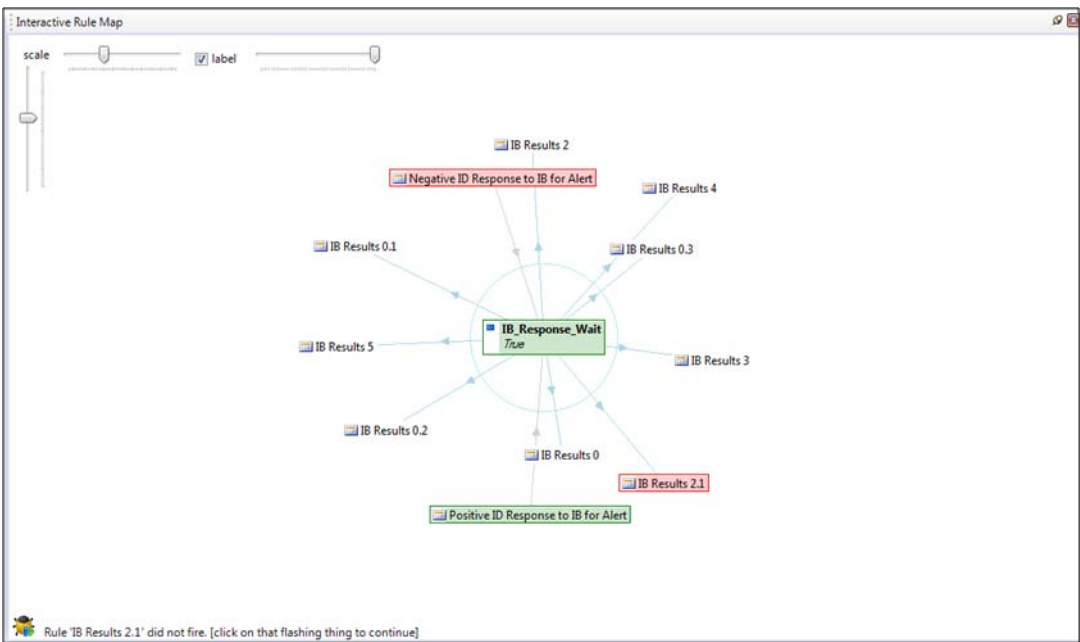 Interactive Rule Map
scale
label
IB Results 2
Negative ID Response to IB for Alert
IB Results 4
IB Results 0.1
IB Results 0.3
IB_Response_Wait
True
IB Results 5
IB Results 3
IB Results 0.2
IB Results 0
IB Results 2.1
Positive ID Response to IB for Alert
Rule 'IB Results 2.1' did not fire. [click on that flashing thing to continue]